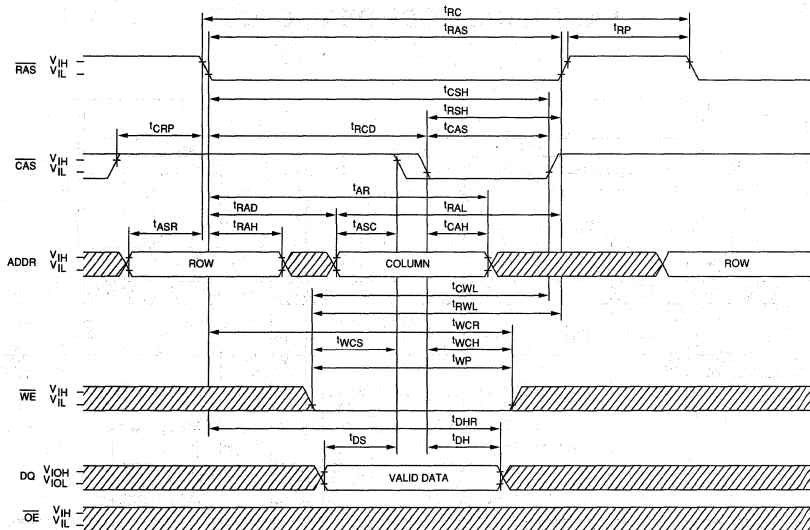 tRC
tRAS
tRP
RAS VIH
VIL
tCSH
tRSH
tCRP
tRCD
tCAS
CAS VIH
VIL
tAR
tRAD
tRAL
tASR
tRAH
tASC
tCAH
ADDR VIH
VIL
ROW
COLUMN
ROW
tCWL
tRWL
tWCR
tWCS
tWCH
tWP
WE VIH
VIL
tDHR
tDS
tDH
DQ VIOH
VIOL
VALID DATA
OE VIH
VIL